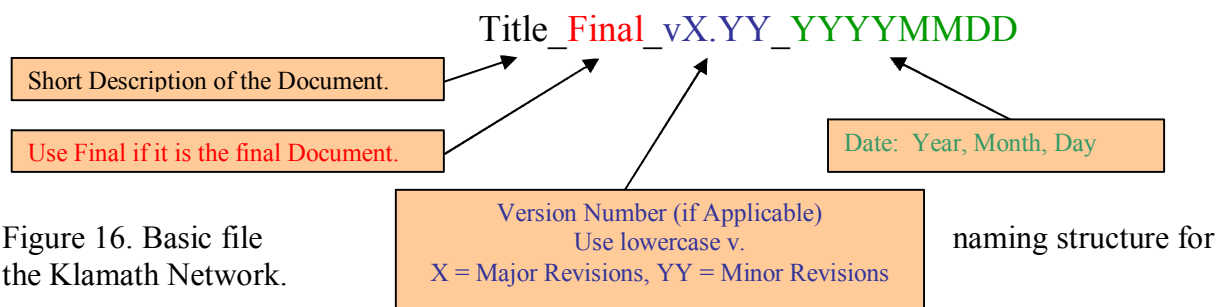 Title_Final_vX.YY_YYYYMMDD
Short Description of the Document.
Use Final if it is the final Document.
Date:  Year, Month, Day
Version Number (if Applicable)
Use lowercase v.
X = Major Revisions, YY = Minor Revisions
Figure 16. Basic file naming structure for
the Klamath Network.